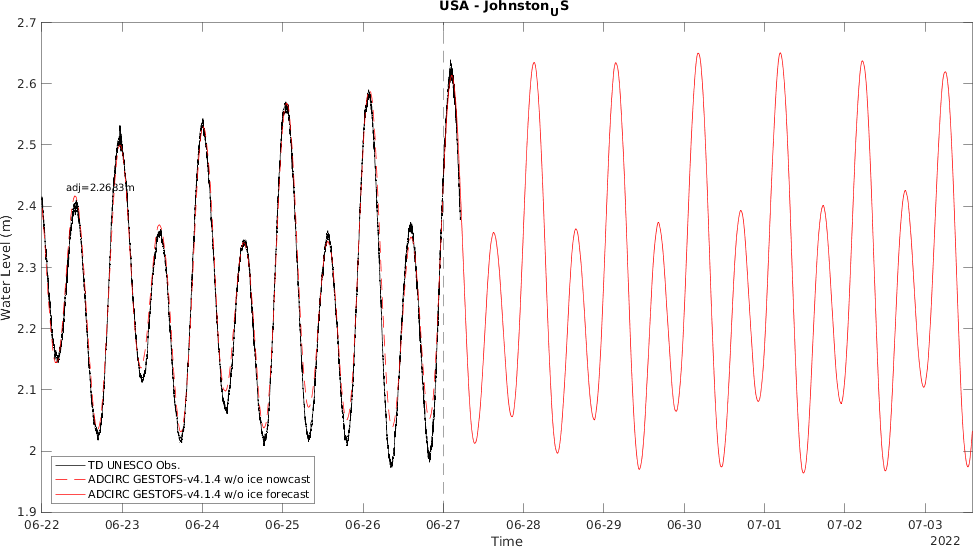 USA - Johnston_US
2.7
2.6
2.5
2.4
2.3
2.2
2.1
2
1.9
Water Level (m)
adj=2.2633m
TD UNESCO Obs.
ADCIRC GESTOFS-v4.1.4 w/o ice nowcast
ADCIRC GESTOFS-v4.1.4 w/o ice forecast
06-22 06-23 06-24 06-25 06-26 06-27 06-28 06-29 06-30 07-01 07-02 07-03
Time
2022